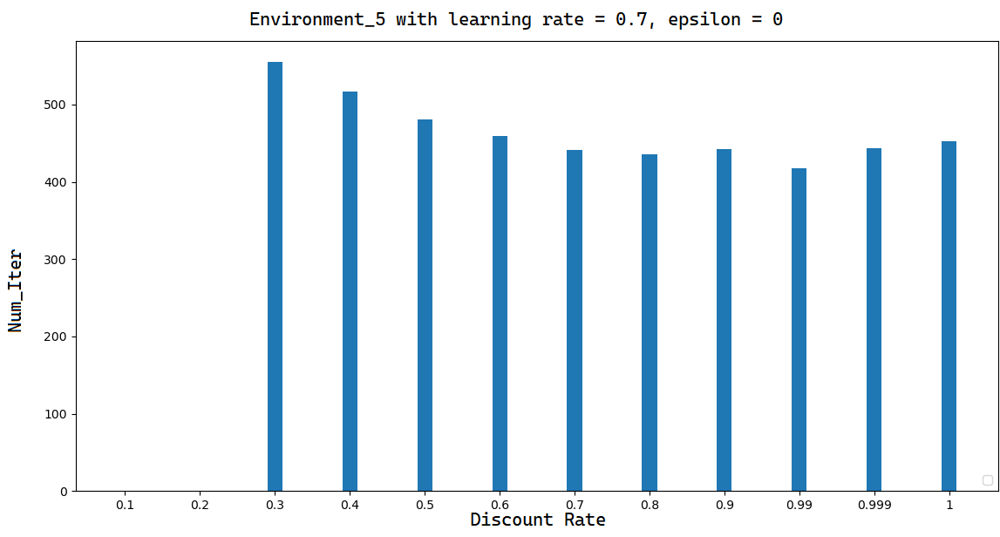 Environment_5 with learning rate = 0.7, epsilon = 0
Num_Iter
500
400
300
200
100
0
0.1 0.2 0.3 0.4 0.5 0.6 0.7 0.8 0.9 0.99 0.999 1
Discount Rate